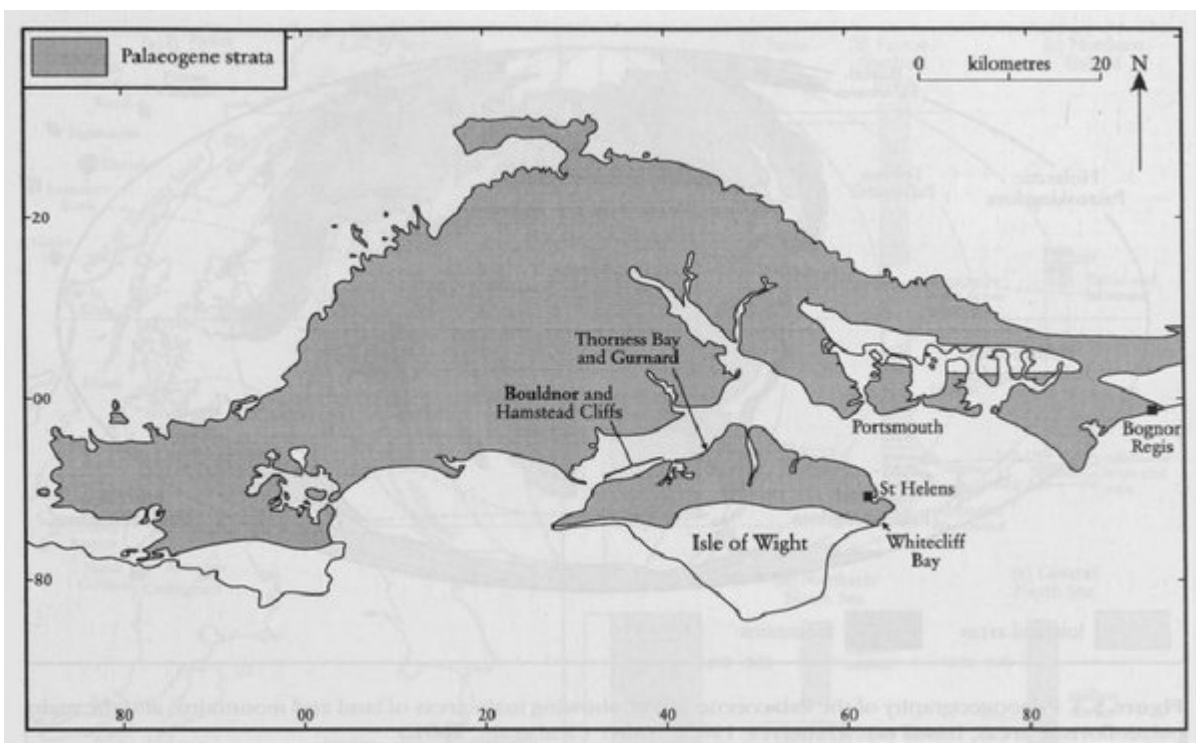 Palaeogene strata
0 kilometres 20
N
20
Thorness Bay
and Gurnard
Bouldnor and
Hamstead Cliffs
00
Portsmouth
Bognor
Regis
St Helens
Isle of Wight
Whitecliff
Bay
80
80
00
20
40
60
80